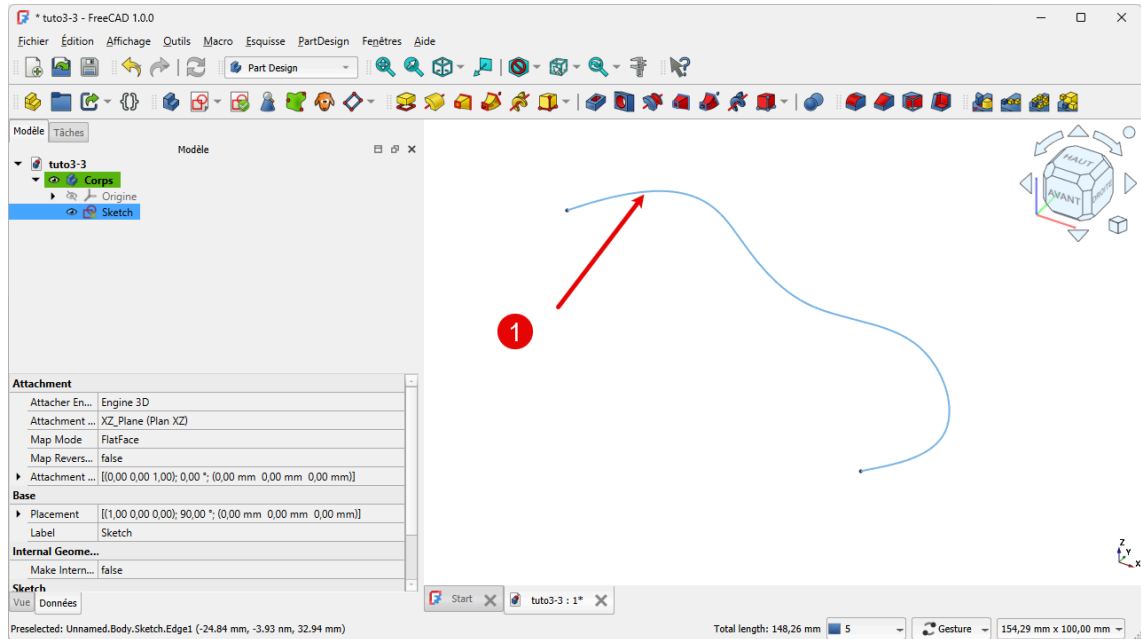 * tuto3-3 - FreeCAD 1.0.0
Fichier Édition Affichage Outils Macro Esquisse PartDesign Fenêtres Aide
Part Design
Modèle Tâches
Modèle
tuto3-3
Corps
Origine
Sketch
HAUT
AVANT
DROITE
1
Attachment
Attacher En... Engine 3D
Attachment ... XZ_Plane (Plan XZ)
Map Mode FlatFace
Map Revers... false
Attachment ... [(0,00 0,00 1,00); 0,00 °; (0,00 mm 0,00 mm 0,00 mm)]
Base
Placement [(1,00 0,00 0,00); 90,00 °; (0,00 mm 0,00 mm 0,00 mm)]
Label Sketch
Internal Geome...
Make Intern... false
Sketch
Z
Y
X
Vue Données
Start tuto3-3 : 1*
Preselected: Unnamed.Body.Sketch.Edge1 (-24.84 mm, -3.93 nm, 32.94 mm)
Total length: 148,26 mm 5 Gesture 154,29 mm x 100,00 mm